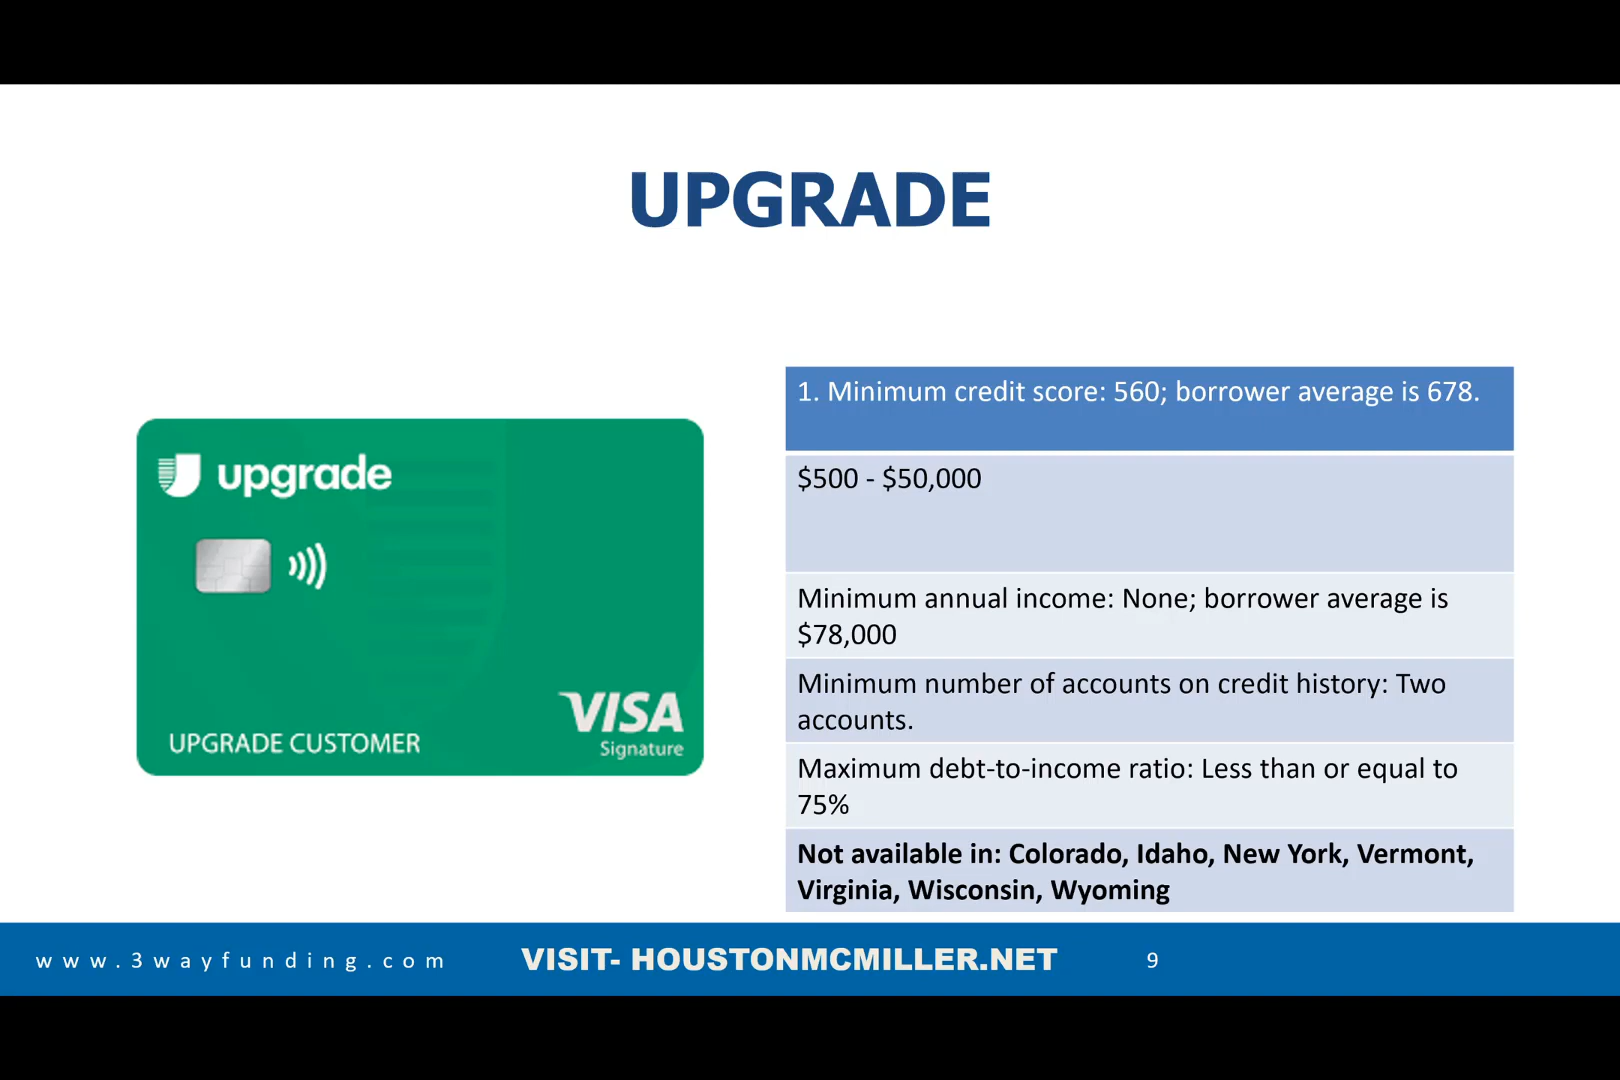 UPGRADE
upgrade
VISA
Signature
UPGRADE CUSTOMER
1. Minimum credit score: 560; borrower average is 678.
$500 - $50,000
Minimum annual income: None; borrower average is
$78,000
Minimum number of accounts on credit history: Two
accounts.
Maximum debt-to-income ratio: Less than or equal to
75%
Not available in: Colorado, Idaho, New York, Vermont,
Virginia, Wisconsin, Wyoming
www.3wayfunding.com
VISIT- HOUSTONMCMILLER.NET
9